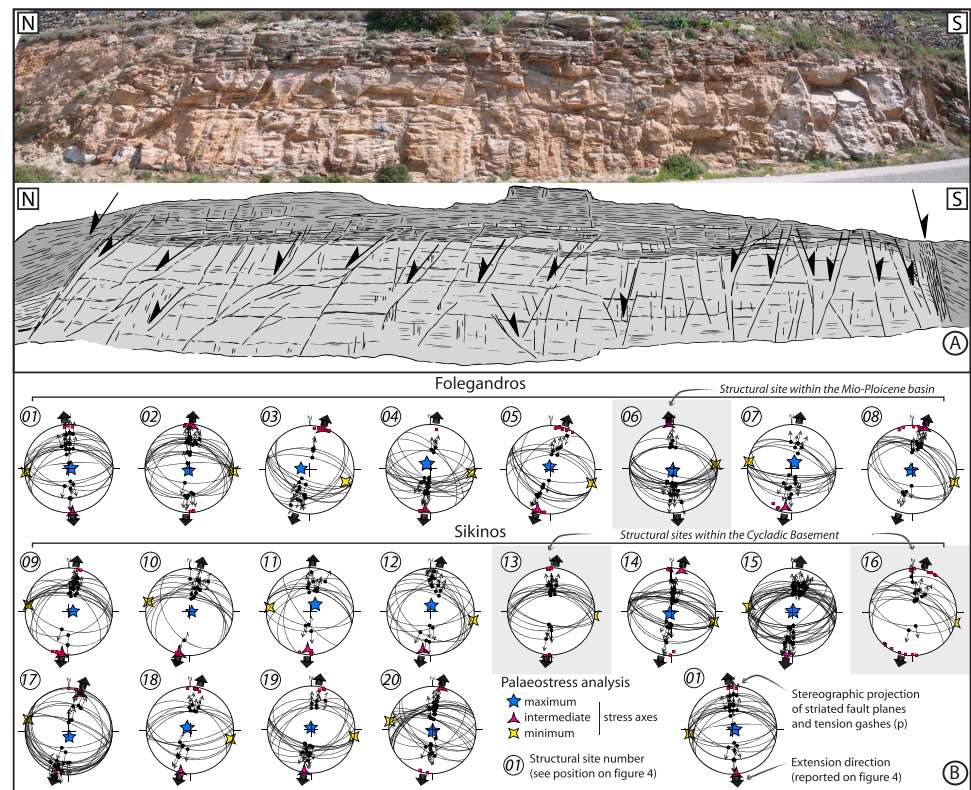 N S
N S
A
Folegandros
Structural site within the Mio-Ploicene basin
01 02 03 04 05 06 07 08
Sikinos
Structural sites within the Cycladic Basement
09 10 11 12 13 14 15 16
17 18 19 20
Palaeostress analysis
maximum
intermediate
minimum
stress axes
01 Structural site number
(see position on figure 4)
01
Stereographic projection
of striated fault planes
and tension gashes (p)
Extension direction
(reported on figure 4)
B